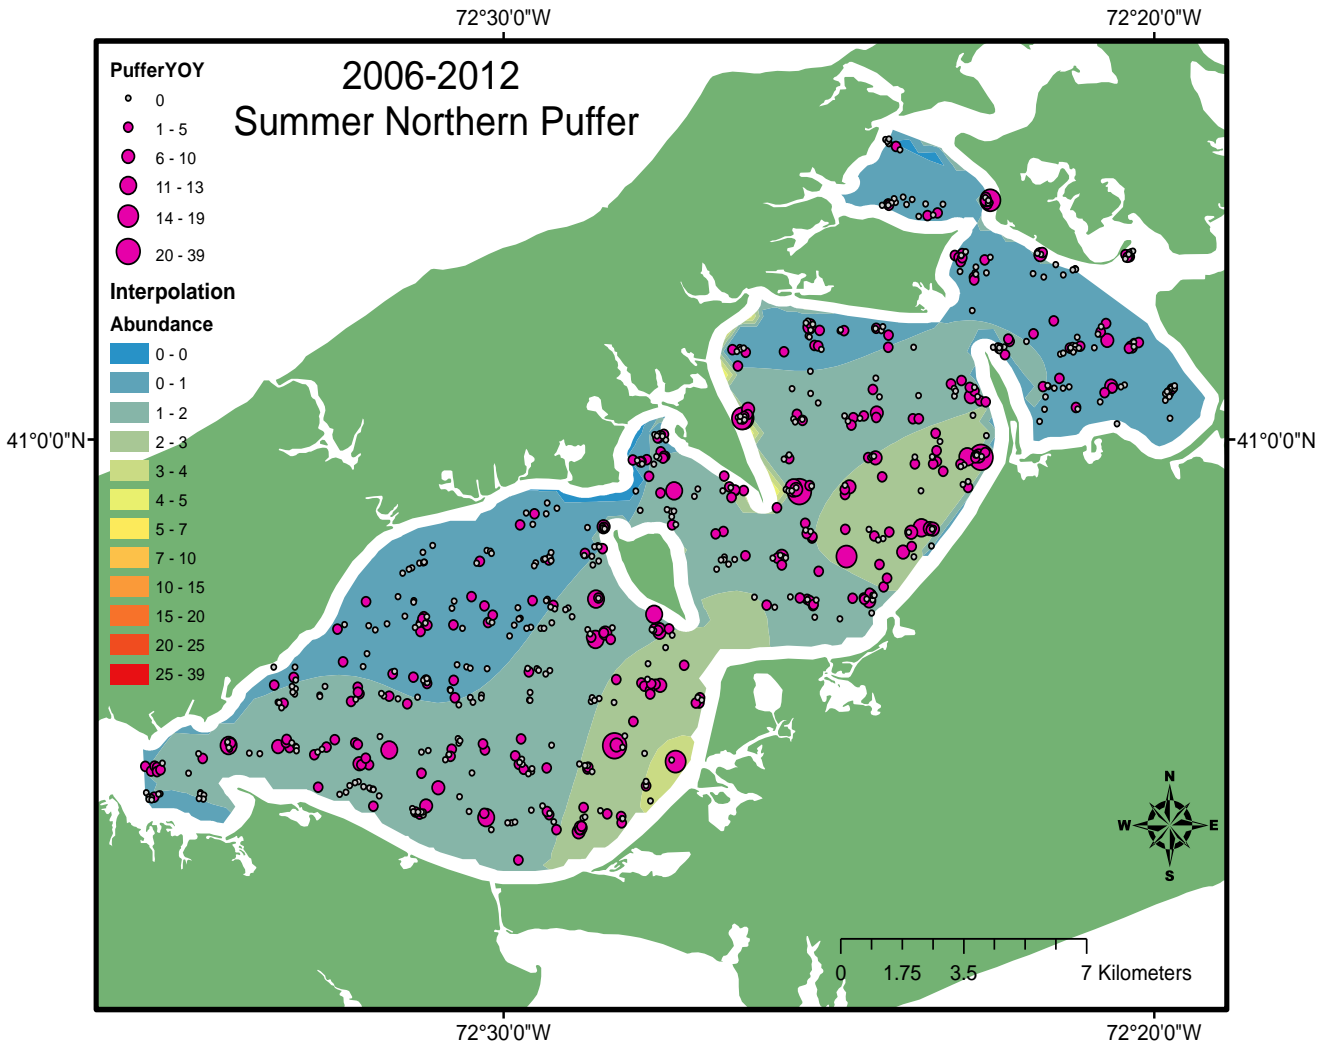 72°30'0"W
72°20'0"W
2006-2012
Summer Northern Puffer
PufferYOY
0
1 - 5
6 - 10
11 - 13
14 - 19
20 - 39
Interpolation
Abundance
0 - 0
0 - 1
1 - 2
2 - 3
3 - 4
4 - 5
5 - 7
7 - 10
10 - 15
15 - 20
20 - 25
25 - 39
41°0'0"N
41°0'0"N
N
W
E
S
0
1.75
3.5
7 Kilometers
72°30'0"W
72°20'0"W